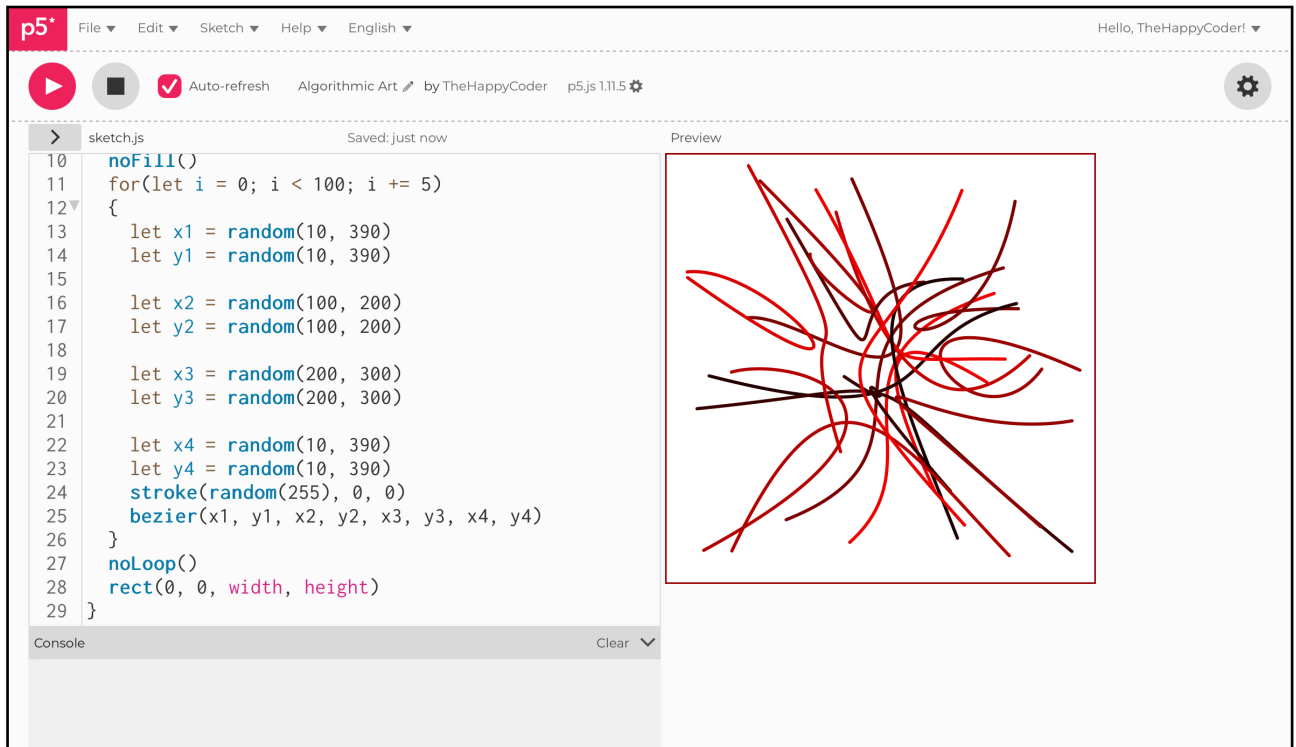 p5* File Edit Sketch Help English Hello, TheHappyCoder!
Auto-refresh Algorithmic Art by TheHappyCoder p5.js 1.11.5
sketch.js Saved: just now Preview
10 noFill()
11 for(let i = 0; i < 100; i += 5)
12 {
13 let x1 = random(10, 390)
14 let y1 = random(10, 390)
15
16 let x2 = random(100, 200)
17 let y2 = random(100, 200)
18
19 let x3 = random(200, 300)
20 let y3 = random(200, 300)
21
22 let x4 = random(10, 390)
23 let y4 = random(10, 390)
24 stroke(random(255), 0, 0)
25 bezier(x1, y1, x2, y2, x3, y3, x4, y4)
26 }
27 noLoop()
28 rect(0, 0, width, height)
29 }
Console Clear